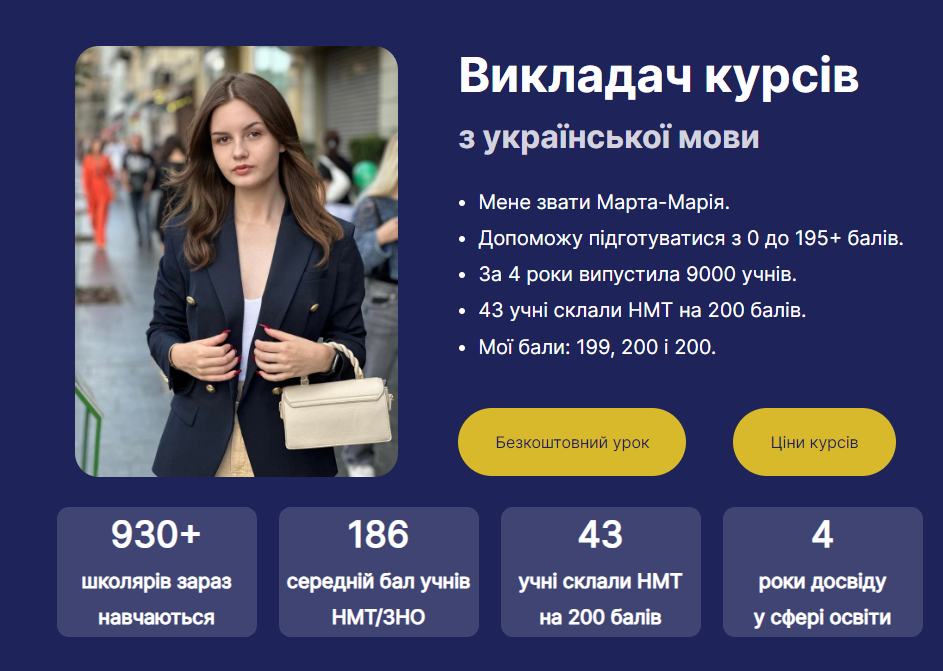 Викладач курсів
з української мови
• Мене звати Марта-Марія.
• Допоможу підготуватися з 0 до 195+ балів.
• За 4 роки випустила 9000 учнів.
• 43 учні склали НМТ на 200 балів.
• Мої бали: 199, 200 і 200.
Безкоштовний урок
Ціни курсів
930+
школярів зараз
навчаються
186
середній бал учнів
НМТ/ЗНО
43
учні склали НМТ
на 200 балів
4
роки досвіду
у сфері освіти